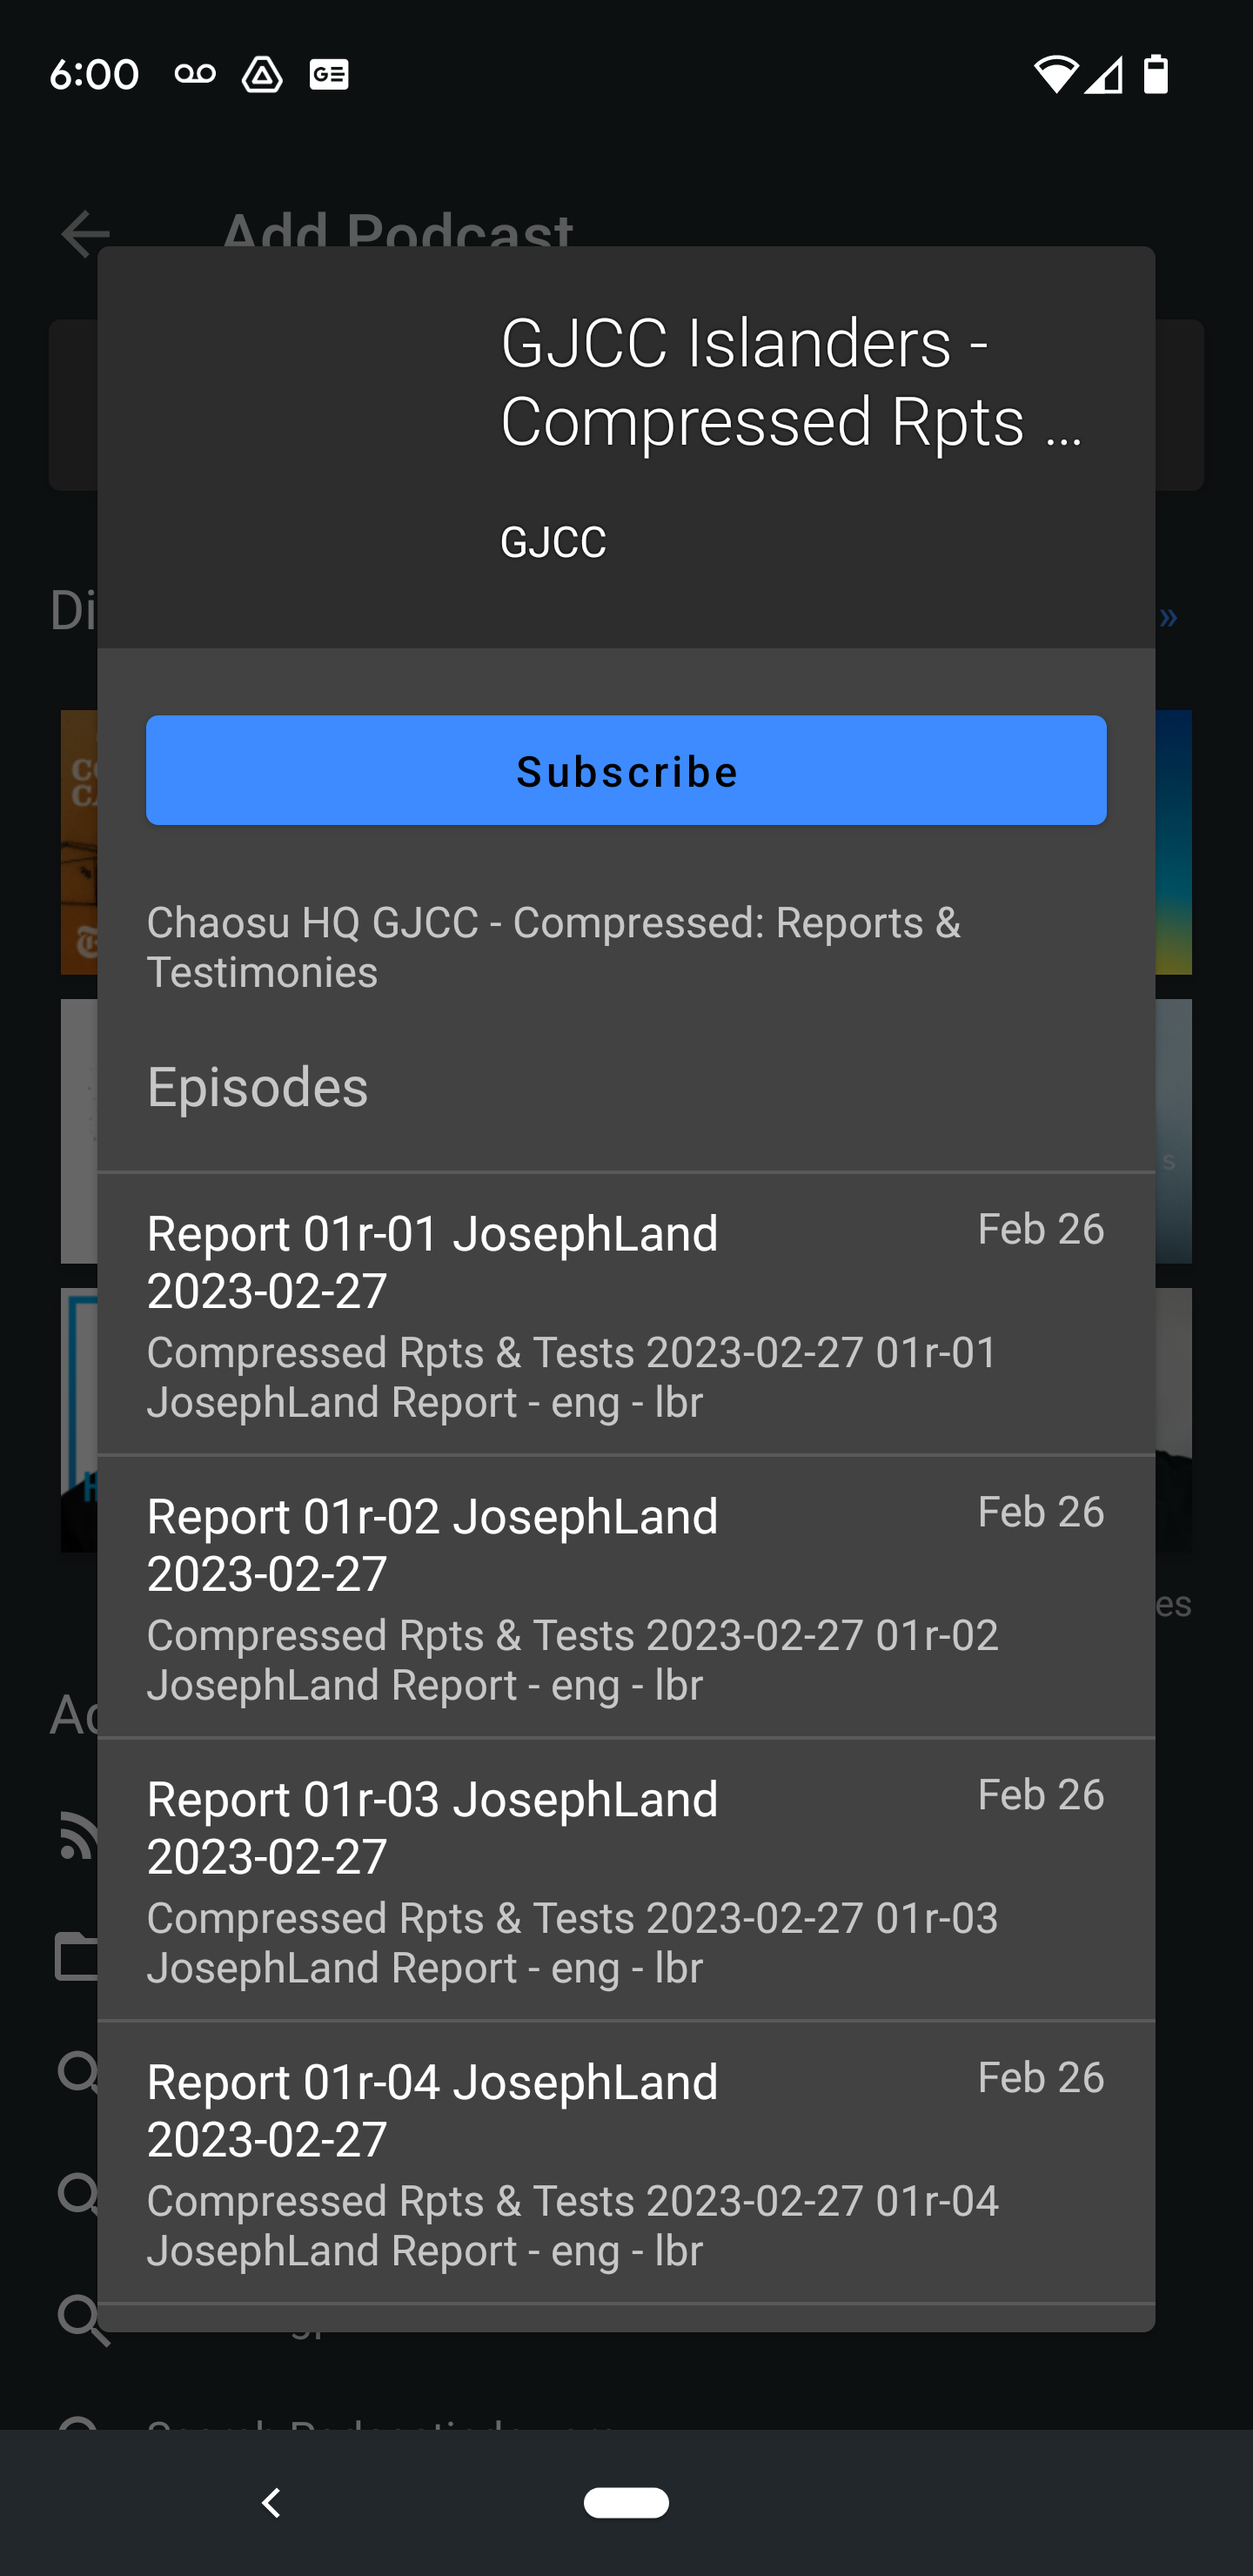 6:00
GE
Add Podcast
GJCC Islanders -
Compressed Rpts ...
GJCC
Di
»
Subscribe
Chaosu HQ GJCC - Compressed: Reports &
Testimonies
Episodes
Report 01r-01 JosephLand
2023-02-27
Feb 26
Compressed Rpts & Tests 2023-02-27 01r-01
JosephLand Report - eng - lbr
Report 01r-02 JosephLand
2023-02-27
Feb 26
Compressed Rpts & Tests 2023-02-27 01r-02
JosephLand Report - eng - lbr
es
Report 01r-03 JosephLand
2023-02-27
Feb 26
Compressed Rpts & Tests 2023-02-27 01r-03
JosephLand Report - eng - lbr
Report 01r-04 JosephLand
2023-02-27
Feb 26
Compressed Rpts & Tests 2023-02-27 01r-04
JosephLand Report - eng - lbr